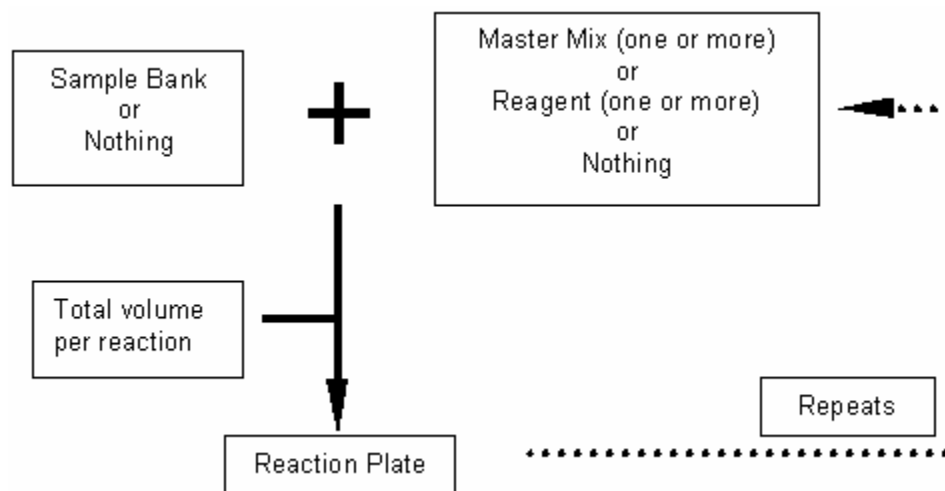 Sample Bank
or
Nothing
Master Mix (one or more)
or
Reagent (one or more)
or
Nothing
Total volume
per reaction
Repeats
Reaction Plate